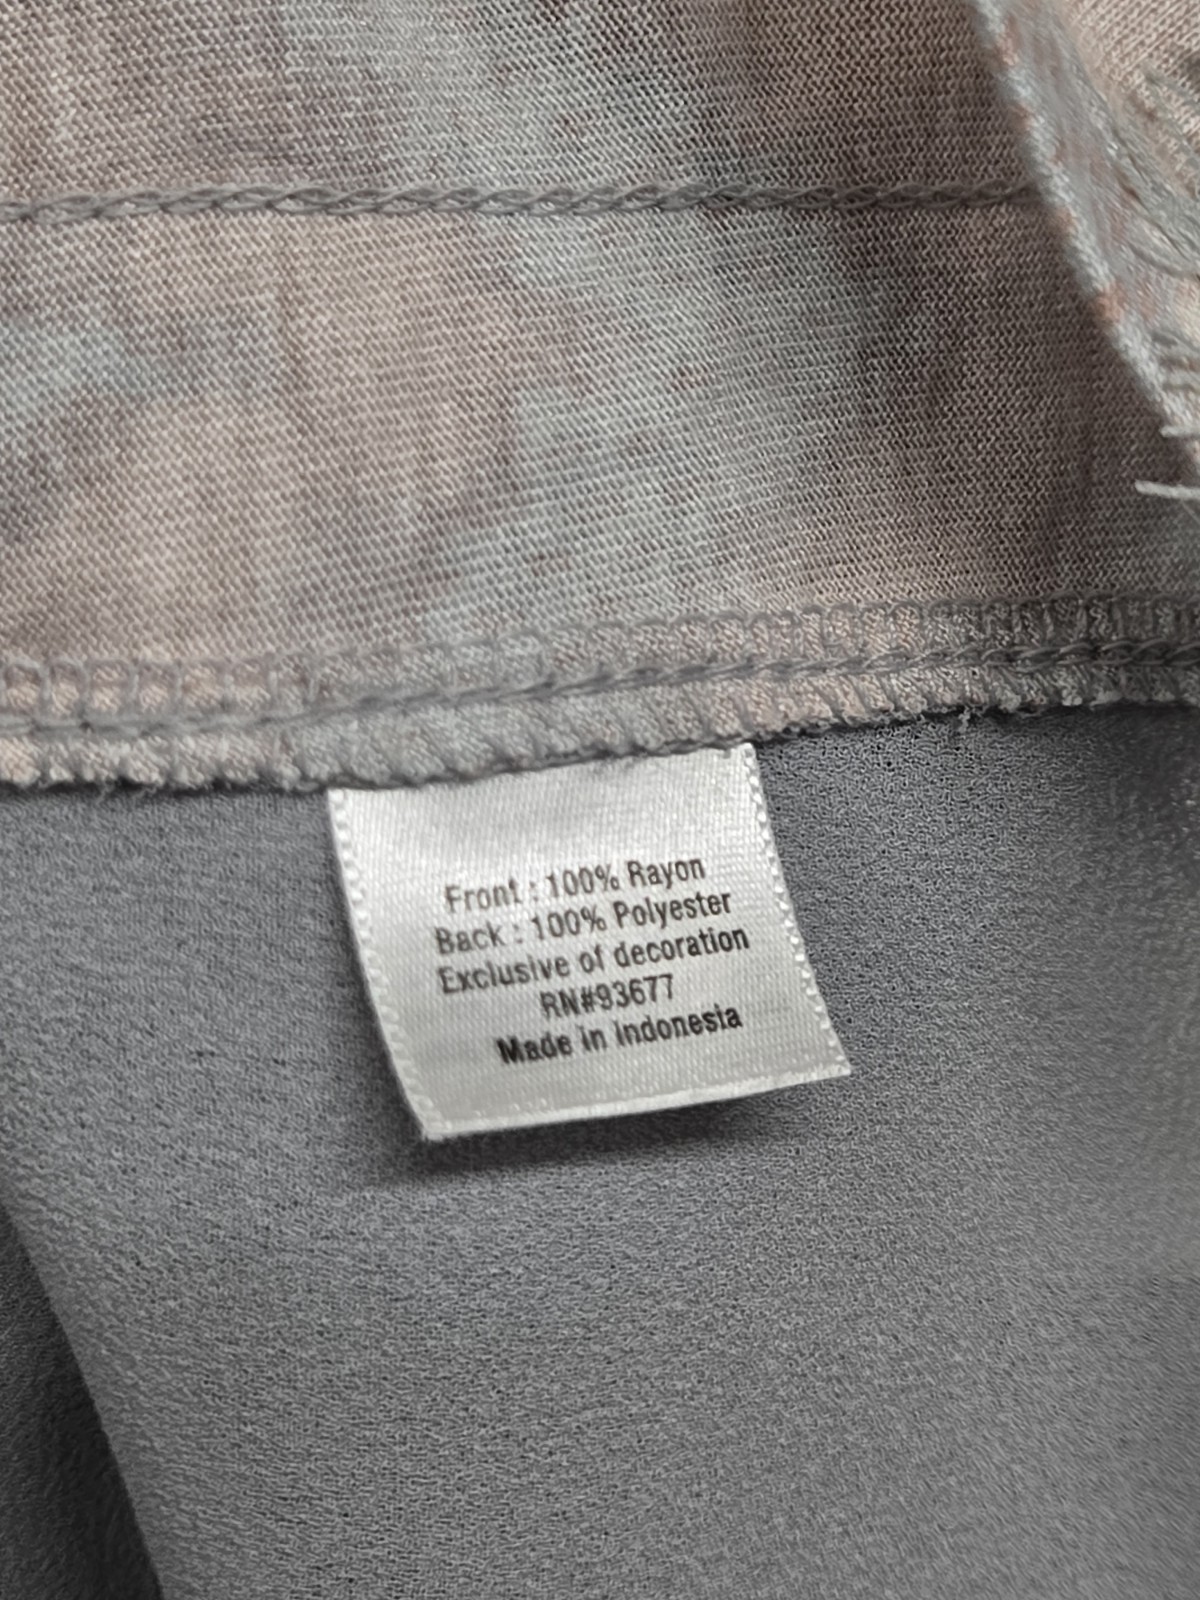 Front : 100% Rayon
Back : 100% Polyester
Exclusive of decoration
RN#93677
Made in Indonesia